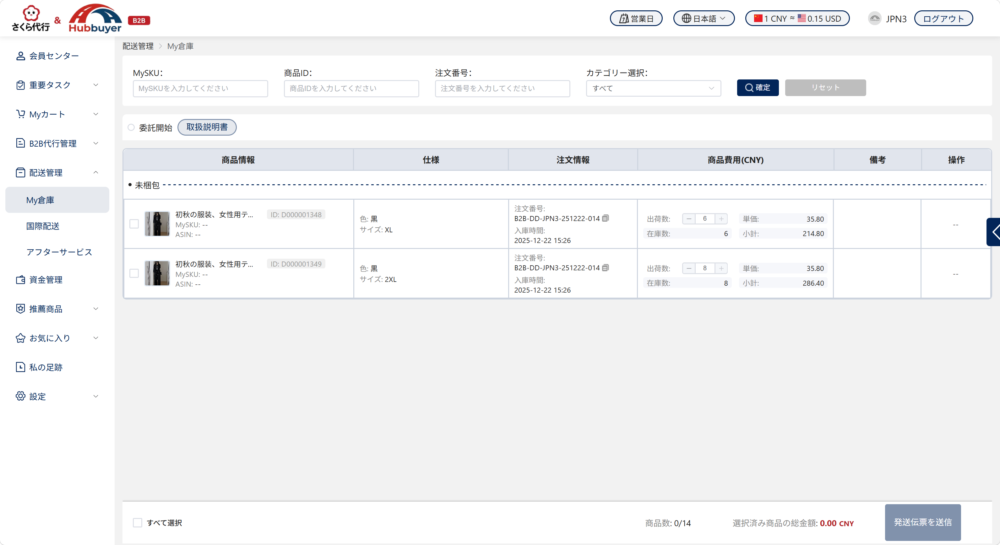 さくら代行 & Hubbuyer B2B
営業日 日本語 1 CNY ≈ 0.15 USD JPN3 ログアウト
会員センター
重要タスク
Myカート
B2B代行管理
配送管理
My倉庫
国際配送
アフターサービス
資金管理
推薦商品
お気に入り
私の足跡
設定
配送管理 > My倉庫
MySKU： 商品ID： 注文番号： カテゴリー選択：
MySKUを入力してください 商品IDを入力してください 注文番号を入力してください すべて 確定 リセット
委託開始 取扱説明書
商品情報 仕様 注文情報 商品費用(CNY) 備考 操作
未梱包
初秋の服装、女性用テ... ID: D000001348
MySKU: --
ASIN: --
色: 黒
サイズ: XL
注文番号:
B2B-DD-JPN3-251222-014
入庫時間:
2025-12-22 15:26
出荷数: 6 単価: 35.80
在庫数: 6 小計: 214.80
--
初秋の服装、女性用テ... ID: D000001349
MySKU: --
ASIN: --
色: 黒
サイズ: 2XL
注文番号:
B2B-DD-JPN3-251222-014
入庫時間:
2025-12-22 15:26
出荷数: 8 単価: 35.80
在庫数: 8 小計: 286.40
--
すべて選択 商品数: 0/14 選択済み商品の総金額: 0.00 CNY 発送伝票を送信